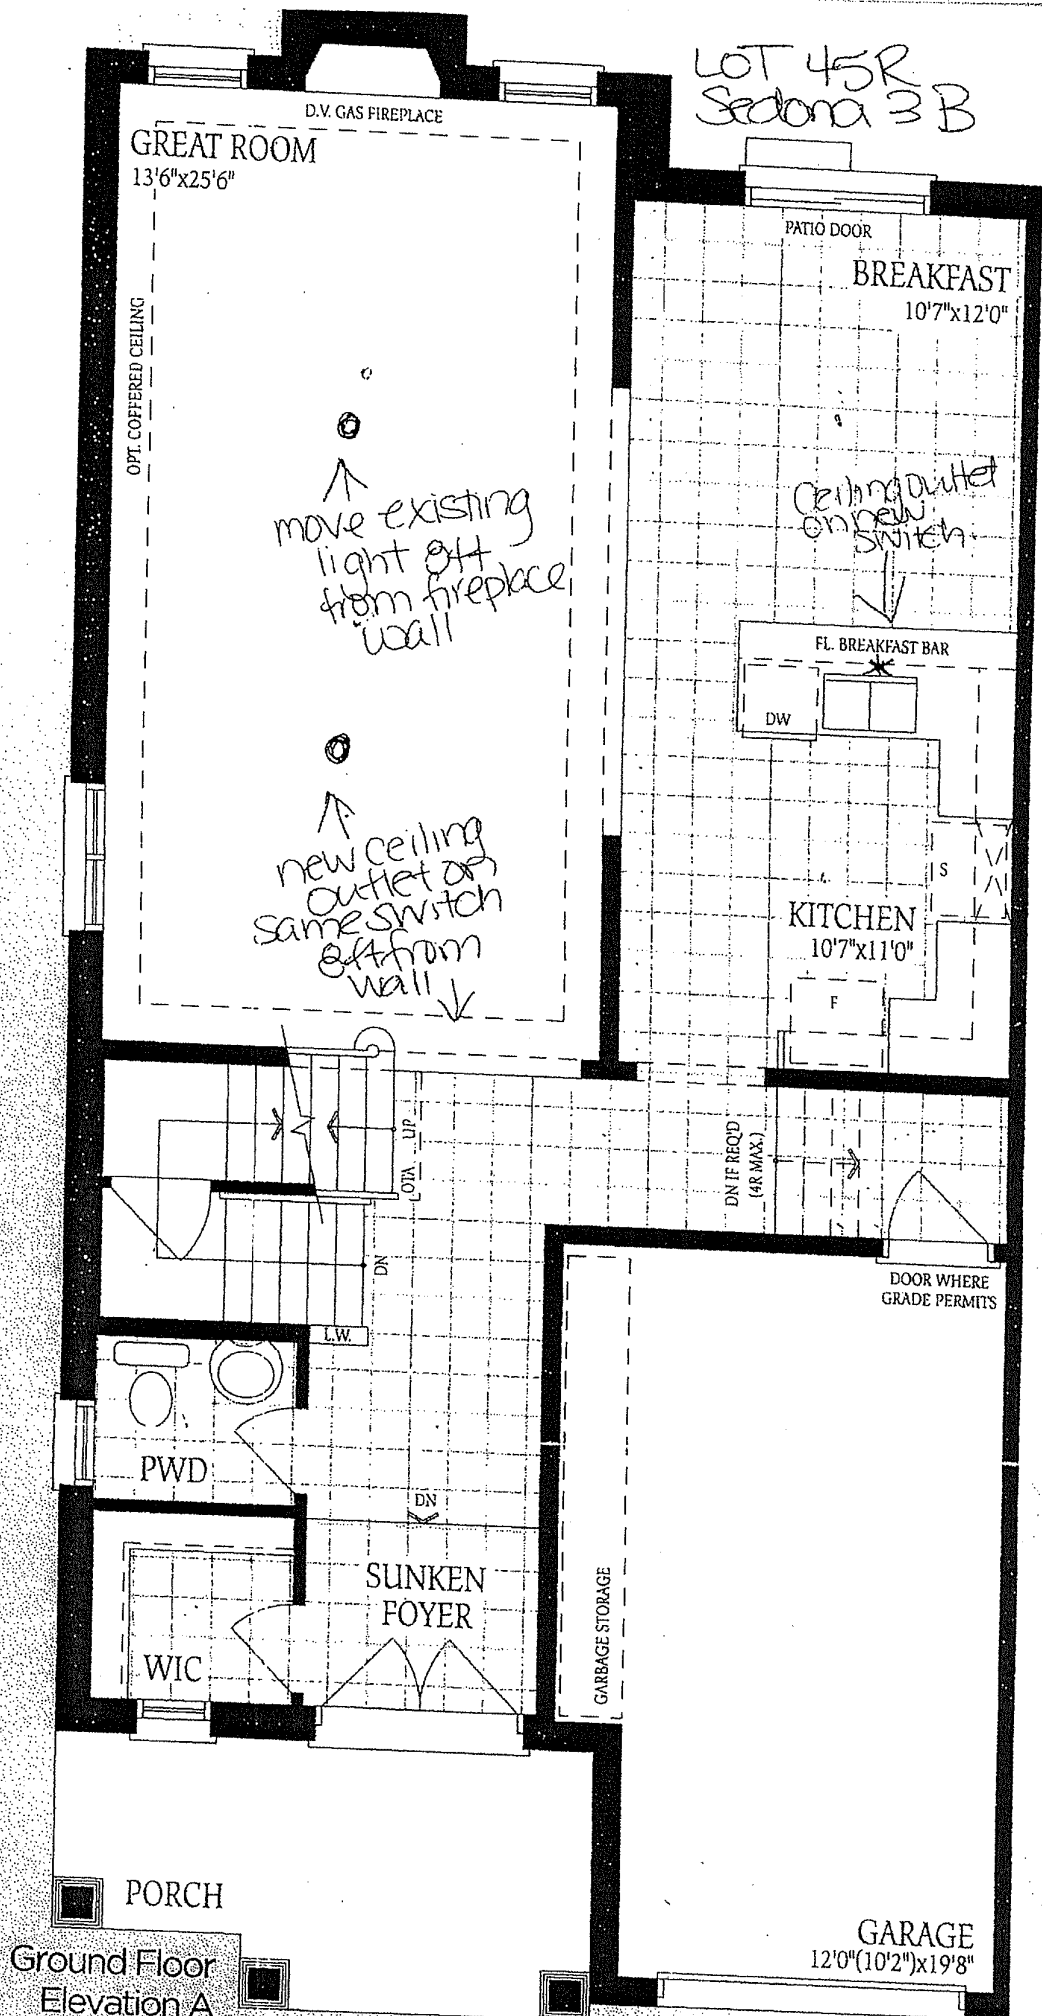 LOT 45R
Sedona 3 B
D.V. GAS FIREPLACE
GREAT ROOM
13'6"x25'6"
PATIO DOOR
BREAKFAST
10'7"x12'0"
OPT. COFFERED CEILING
move existing
light 8ft
from fireplace
wall
Ceiling outlet
on new
switch
FL. BREAKFAST BAR
DW
new ceiling
outlet on
same switch
8ft from
wall
S
KITCHEN
10'7"x11'0"
F
UP
OTA
DN IF REQ'D
(4R MAX.)
DN
DOOR WHERE
GRADE PERMITS
L.W.
PWD
DN
SUNKEN
FOYER
WIC
GARBAGE STORAGE
PORCH
GARAGE
12'0"(10'2")x19'8"
Ground Floor
Elevation A